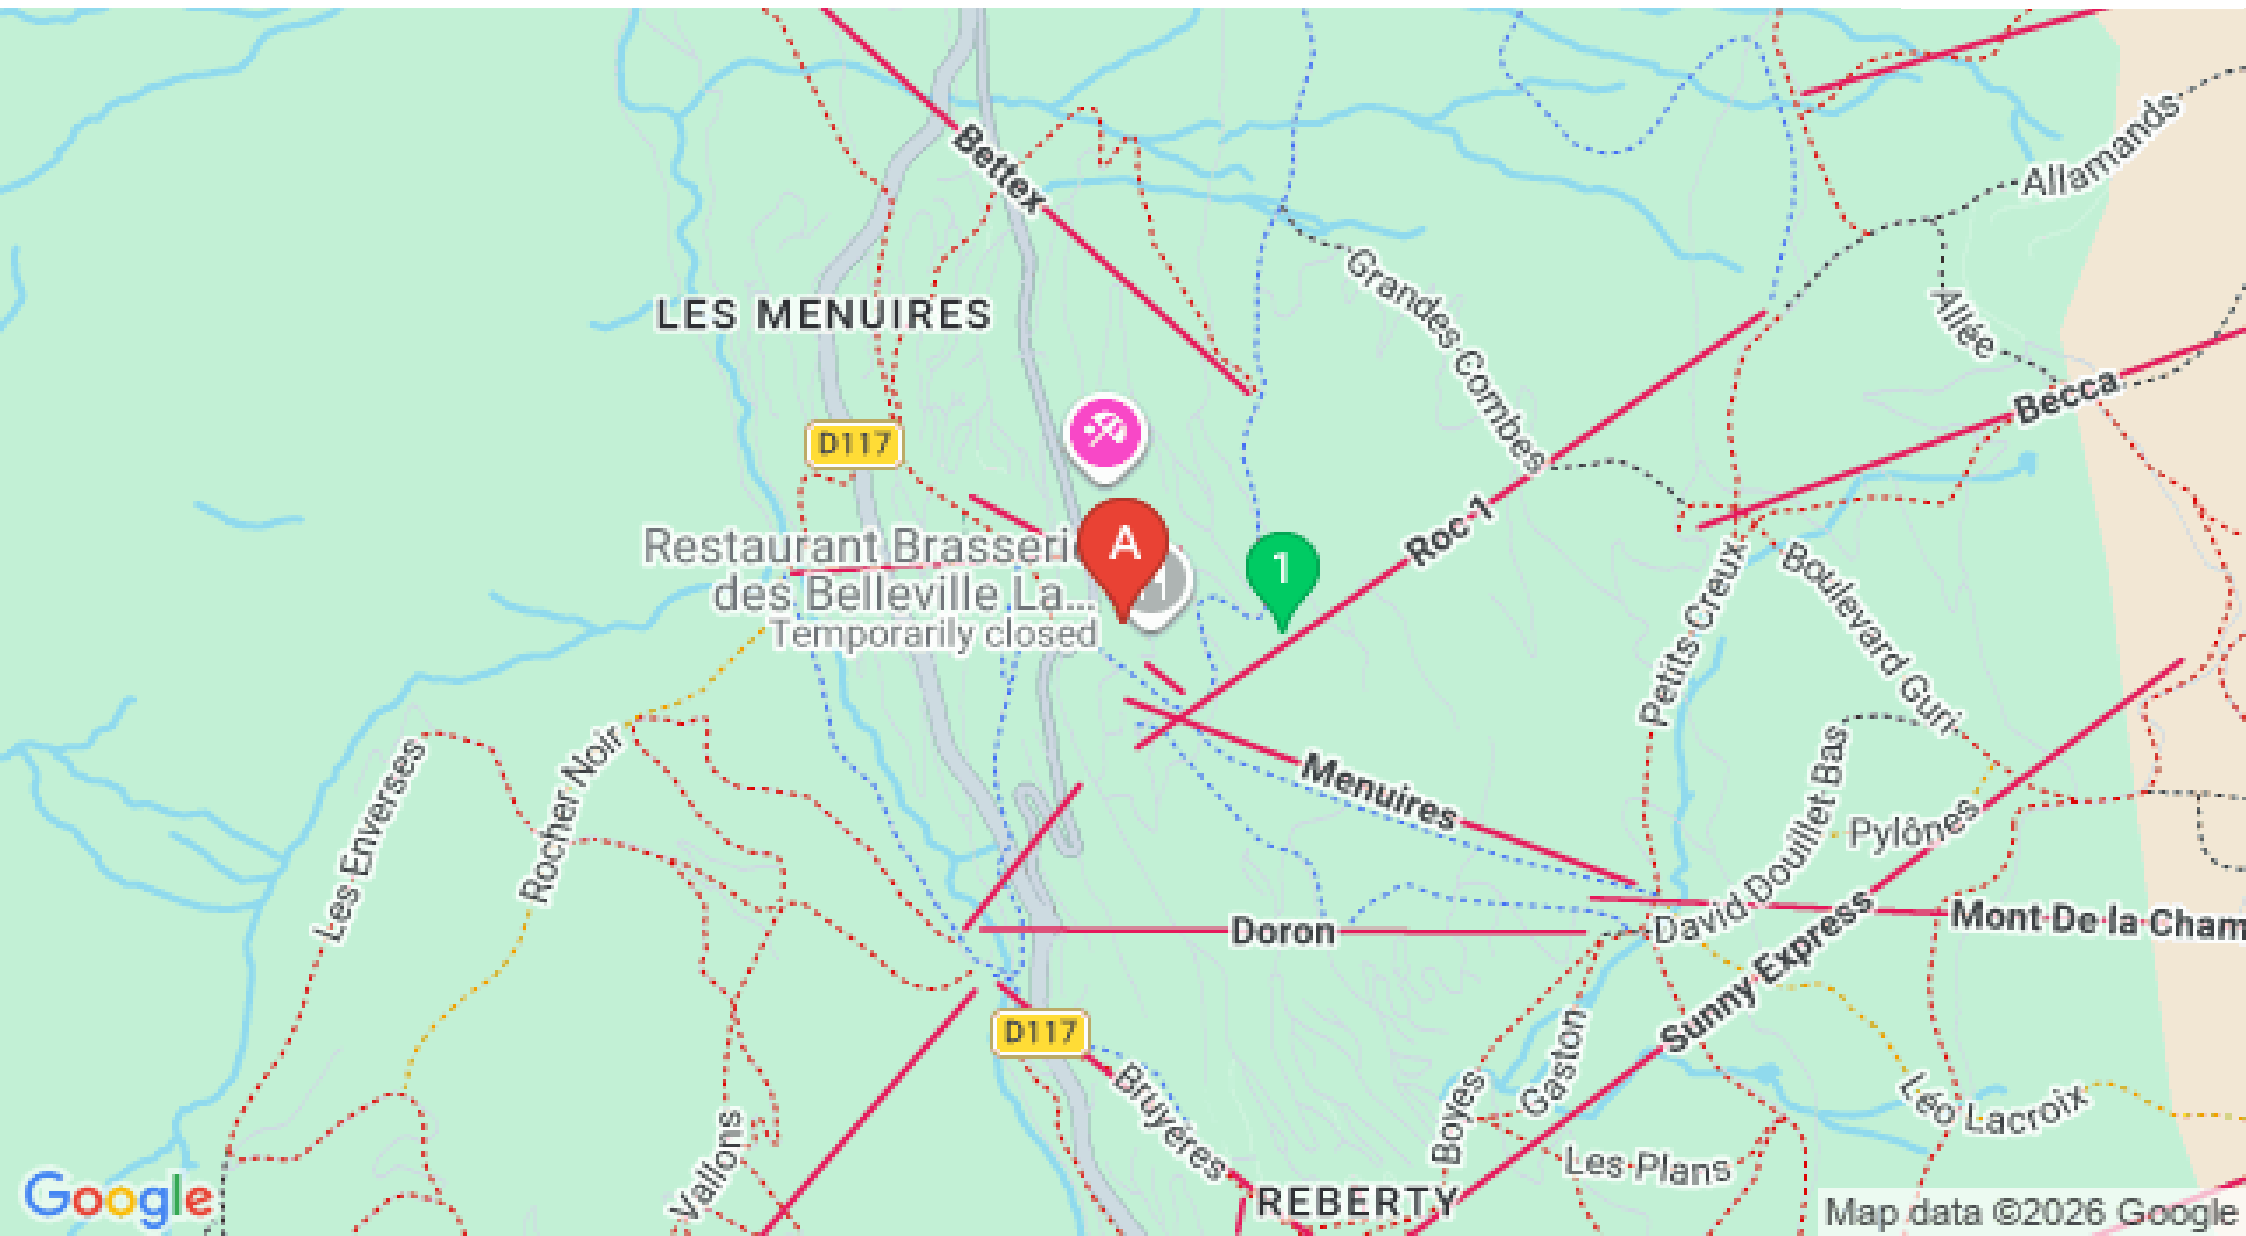 Bettex
Allamands
Grandes Combes
Allée
LES MENUIRES
Becca
D117
Roc 1
A
1
Restaurant Brasserie
des Belleville La...
Temporarily closed
Petits Creux
Boulevard Guri
Les Enverses
Rocher Noir
Menuires
David Douillet Bas
Pylônes
Doron
Mont De la Cham
Sunny Express
D117
Bruyères
Gaston
Boyes
Léo Lacroix
Vallons
Les Plans
REBERTY
Google
Map data ©2026 Google